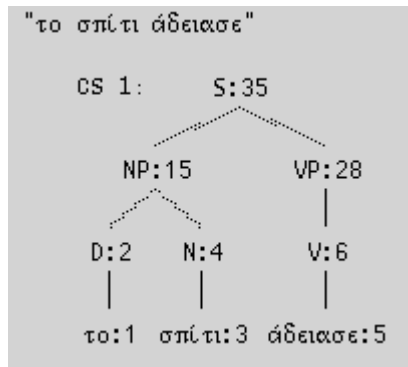 "το σπίτι άδειασε"
CS 1: S:35
NP:15 VP:28
D:2 N:4 V:6
το:1 σπίτι:3 άδειασε:5